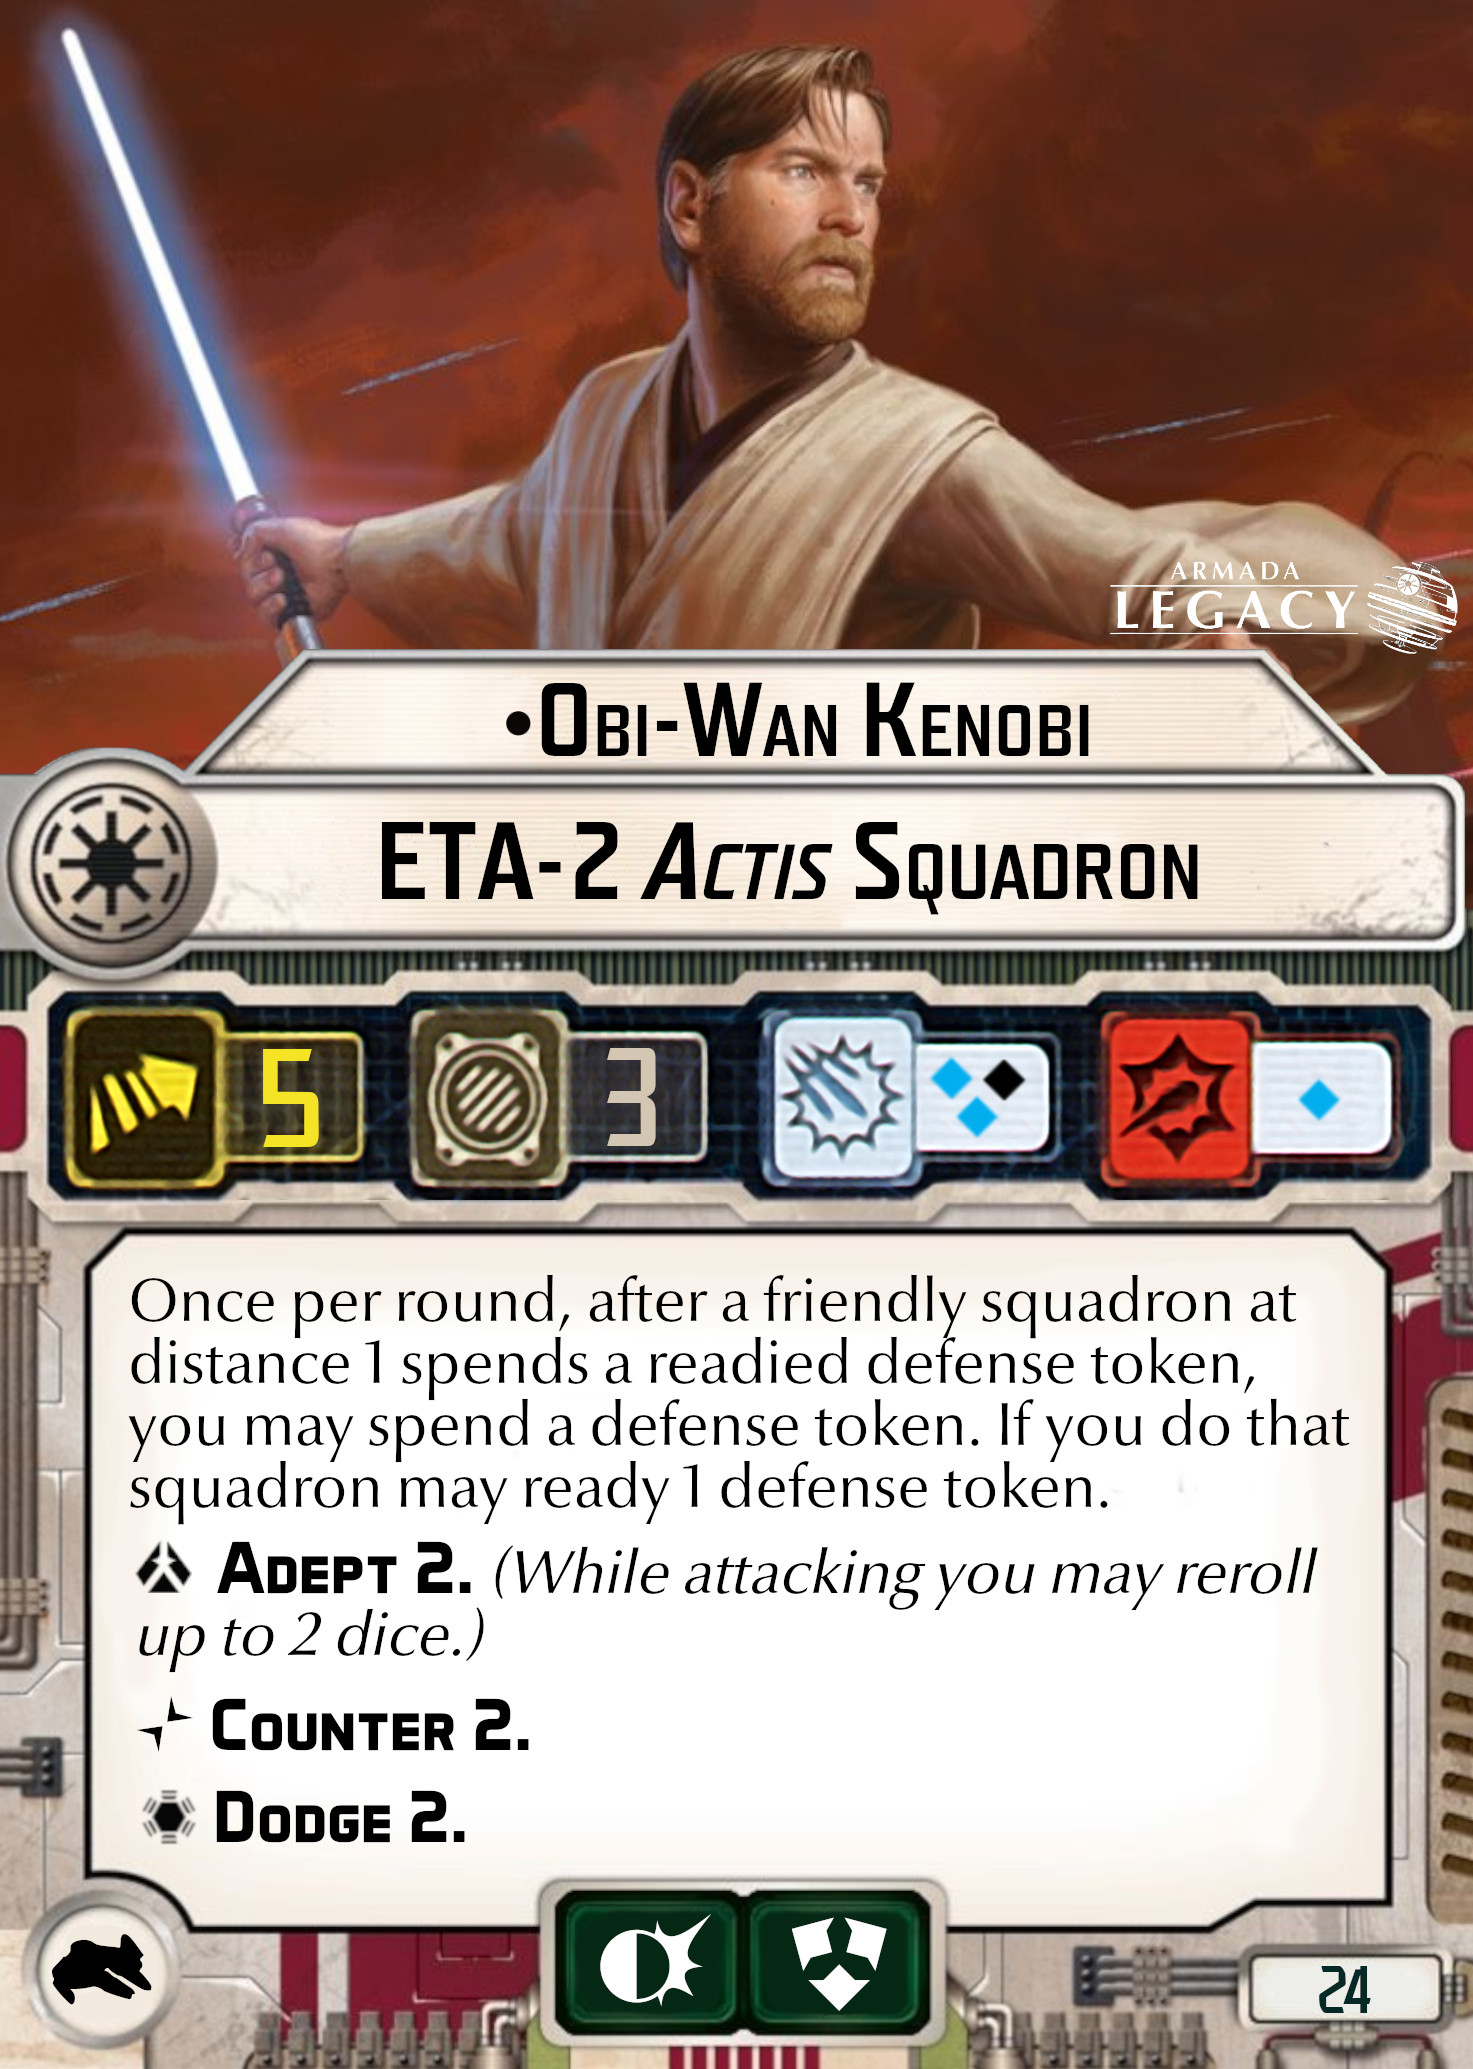 ARMADA
LEGACY
•Obi-Wan Kenobi
ETA-2 Actis Squadron
5
3
Once per round, after a friendly squadron at
distance 1 spends a readied defense token,
you may spend a defense token. If you do that
squadron may ready 1 defense token.
Adept 2. (While attacking you may reroll
up to 2 dice.)
Counter 2.
Dodge 2.
24